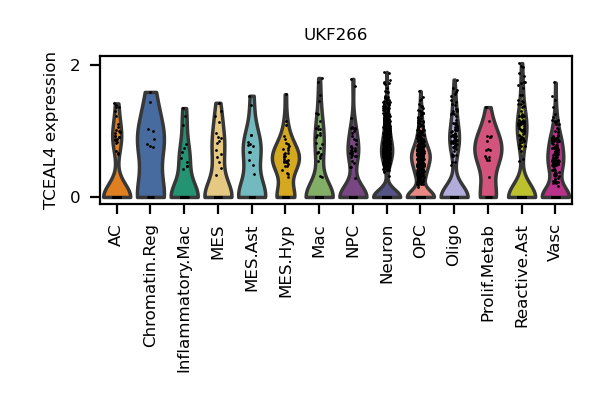 UKF266
TCEAL4 expression
2
0
AC
Chromatin.Reg
Inflammatory.Mac
MES
MES.Ast
MES.Hyp
Mac
NPC
Neuron
OPC
Oligo
Prolif.Metab
Reactive.Ast
Vasc